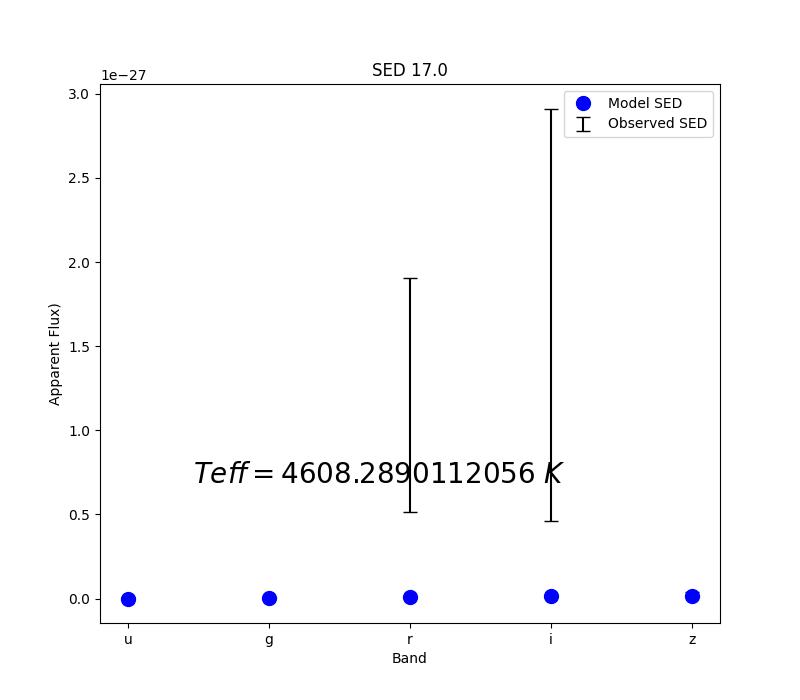 SED 17.0
1e−27
Model SED
Observed SED
3.0
2.5
2.0
1.5
1.0
0.5
0.0
Apparent Flux)
Teff = 4608.2890112056 K
u g r i z
Band